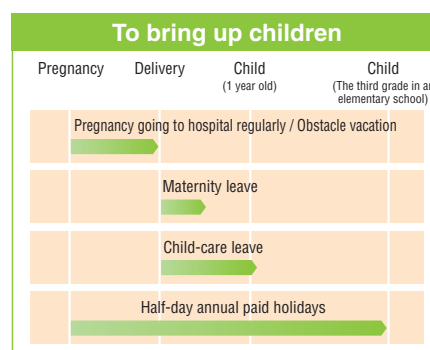 To bring up children
Pregnancy Delivery Child Child
(1 year old) (The third grade in
elementary school)
Pregnancy going to hospital regularly / Obstacle vacation
Maternity leave
Child-care leave
Half-day annual paid holidays